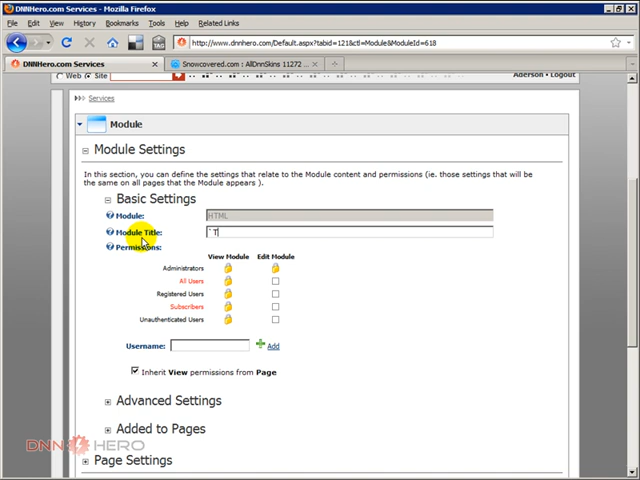 DNNHero.com Services - Mozilla Firefox
File Edit View History Bookmarks Tools Related Links
http://www.dnnhero.com/Default.aspx?tabid=121&ctl=Module&ModuleId=618
DNNHero.com Services
Snowcovered.com : AllDnnSkins 11272 ...
Web Site
Aderson • Logout
Services
Module
Module Settings
In this section, you can define the settings that relate to the Module content and permissions (ie. those settings that will be
the same on all pages that the Module appears ).
Basic Settings
Module: HTML
Module Title: `T
Permissions:
View Module Edit Module
Administrators
All Users
Registered Users
Subscribers
Unauthenticated Users
Username: Add
Inherit View permissions from Page
Advanced Settings
Added to Pages
DNN HERO
Page Settings